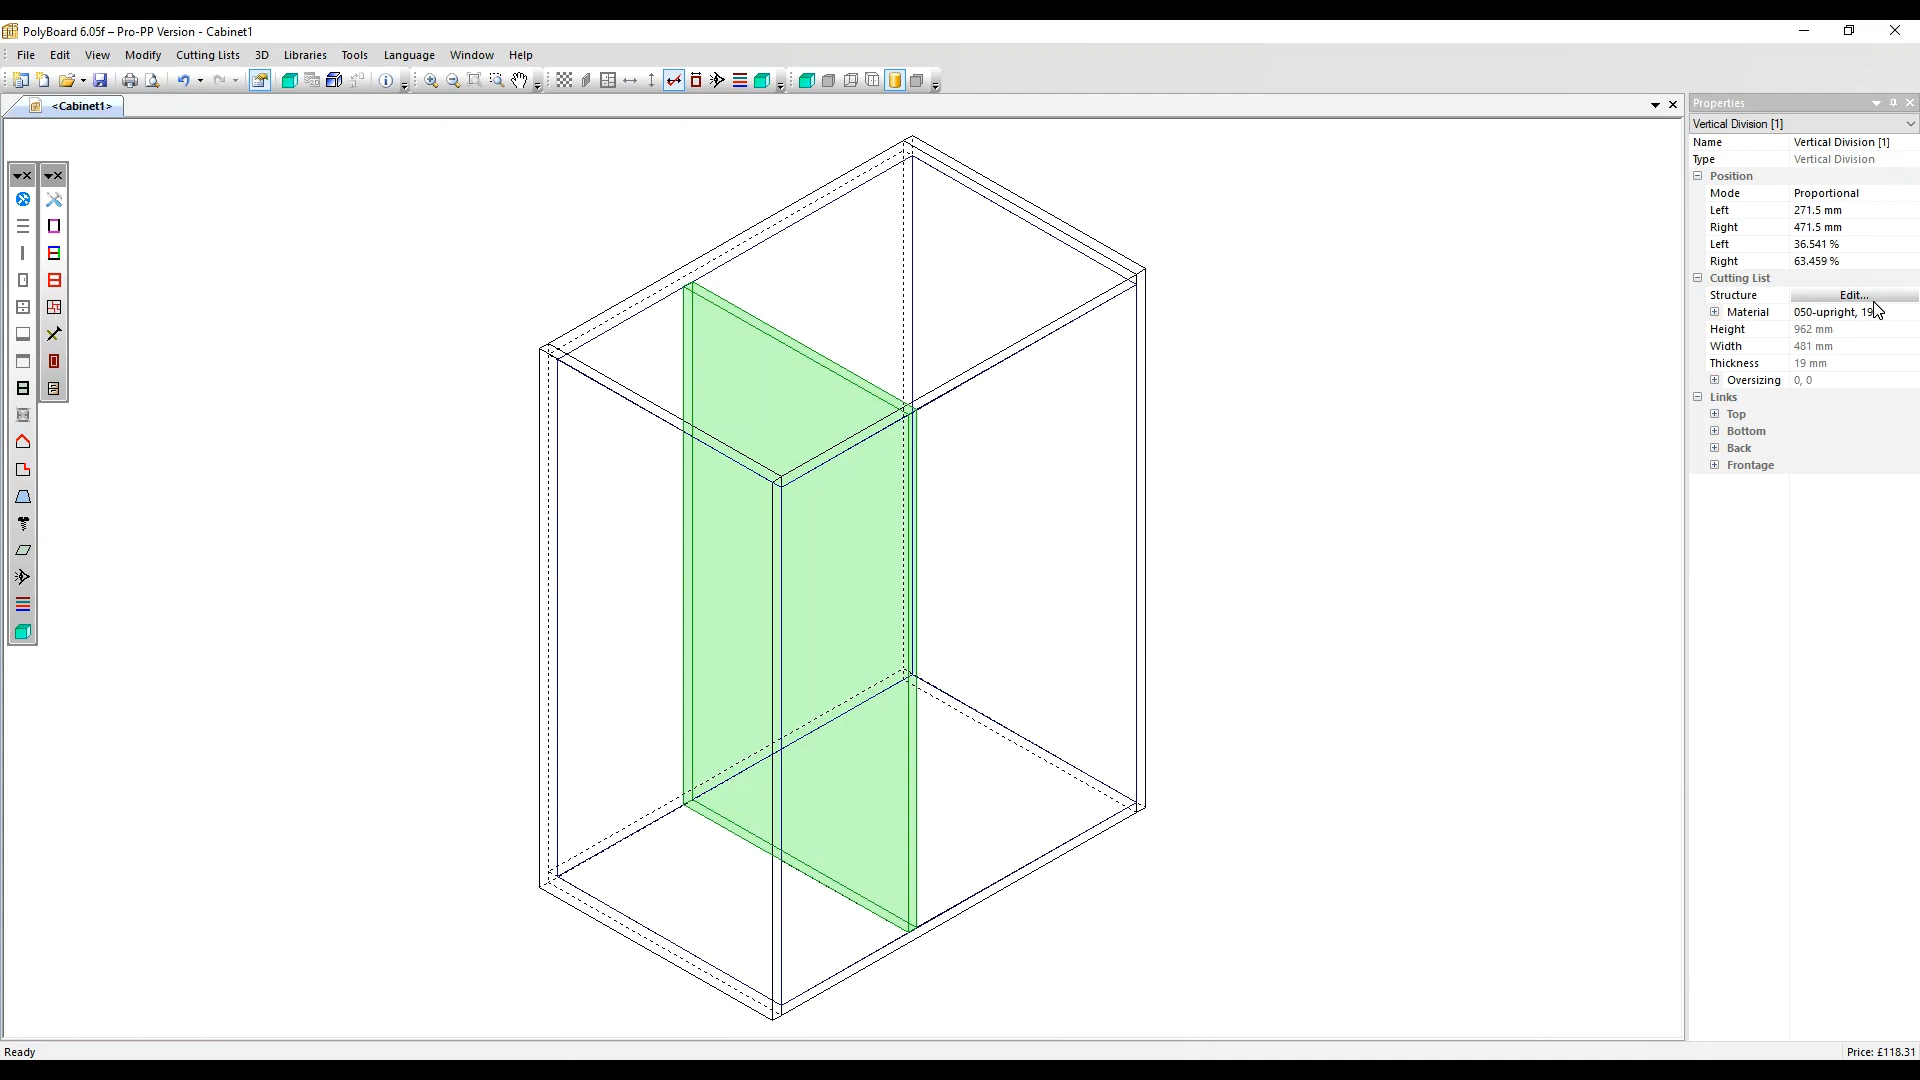 PolyBoard 6.05f – Pro-PP Version - Cabinet1
File Edit View Modify Cutting Lists 3D Libraries Tools Language Window Help
<Cabinet1>
Properties
Vertical Division [1]
Name Vertical Division [1]
Type Vertical Division
Position
Mode Proportional
Left 271.5 mm
Right 471.5 mm
Left 36.541 %
Right 63.459 %
Cutting List
Structure Edit...
Material 050-upright, 19
Height 962 mm
Width 481 mm
Thickness 19 mm
Oversizing 0, 0
Links
Top
Bottom
Back
Frontage
Ready
Price: £118.31